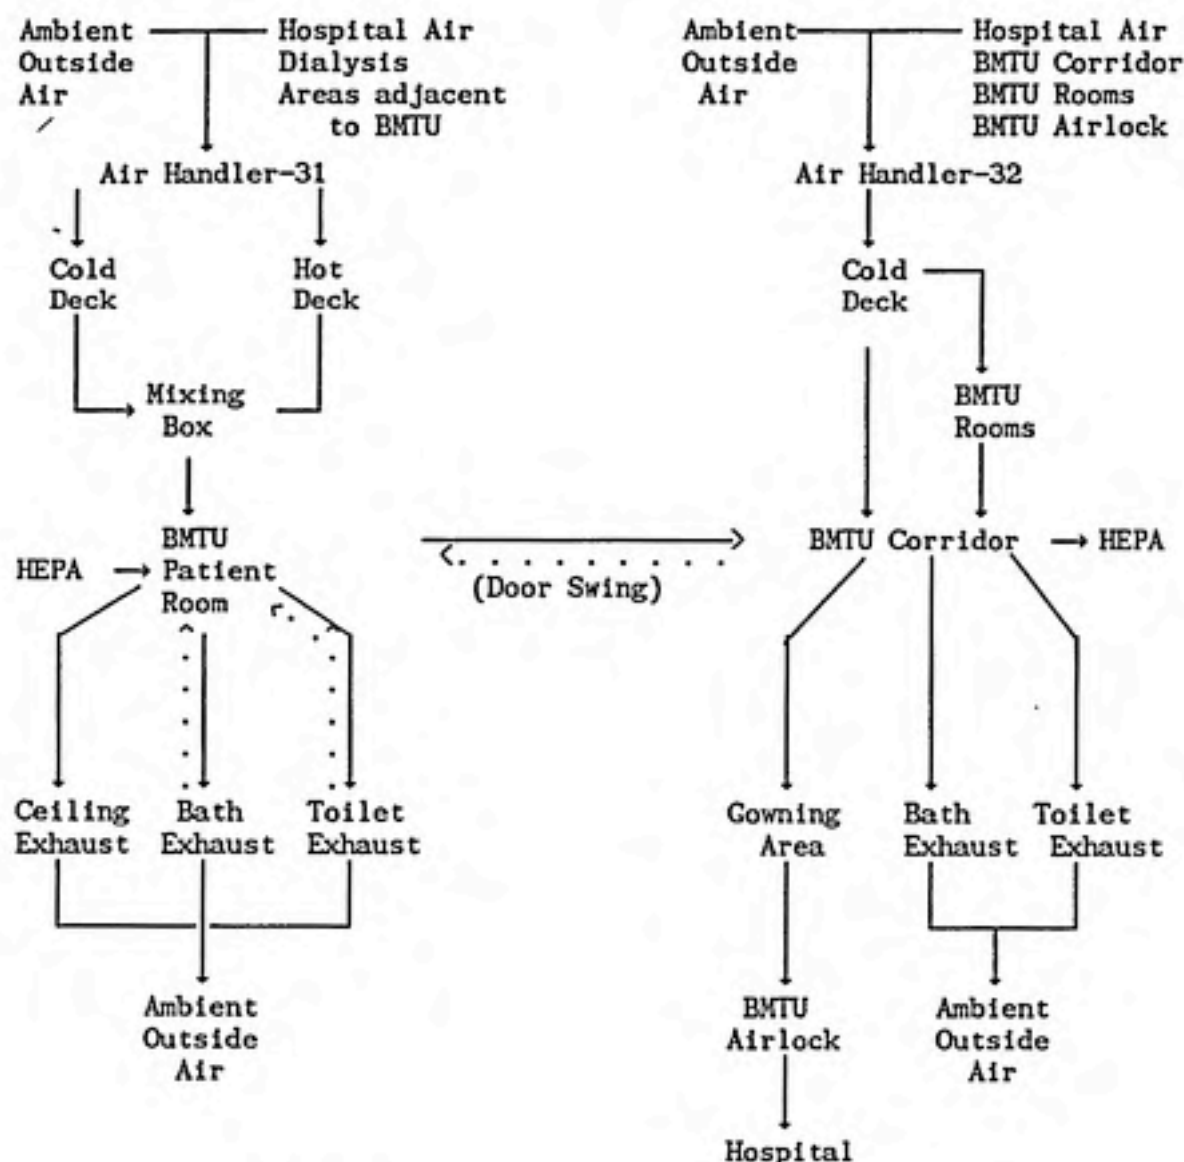 Ambient
Outside
Air
Hospital Air
Dialysis
Areas adjacent
to BMTU
Air Handler-31
Cold
Deck
Hot
Deck
Mixing
Box
BMTU
Patient
Room
HEPA
Ceiling
Exhaust
Bath
Exhaust
Toilet
Exhaust
Ambient
Outside
Air
(Door Swing)
Ambient
Outside
Air
Hospital Air
BMTU Corridor
BMTU Rooms
BMTU Airlock
Air Handler-32
Cold
Deck
BMTU
Rooms
BMTU Corridor
HEPA
Gowning
Area
Bath
Exhaust
Toilet
Exhaust
BMTU
Airlock
Ambient
Outside
Air
Hospital